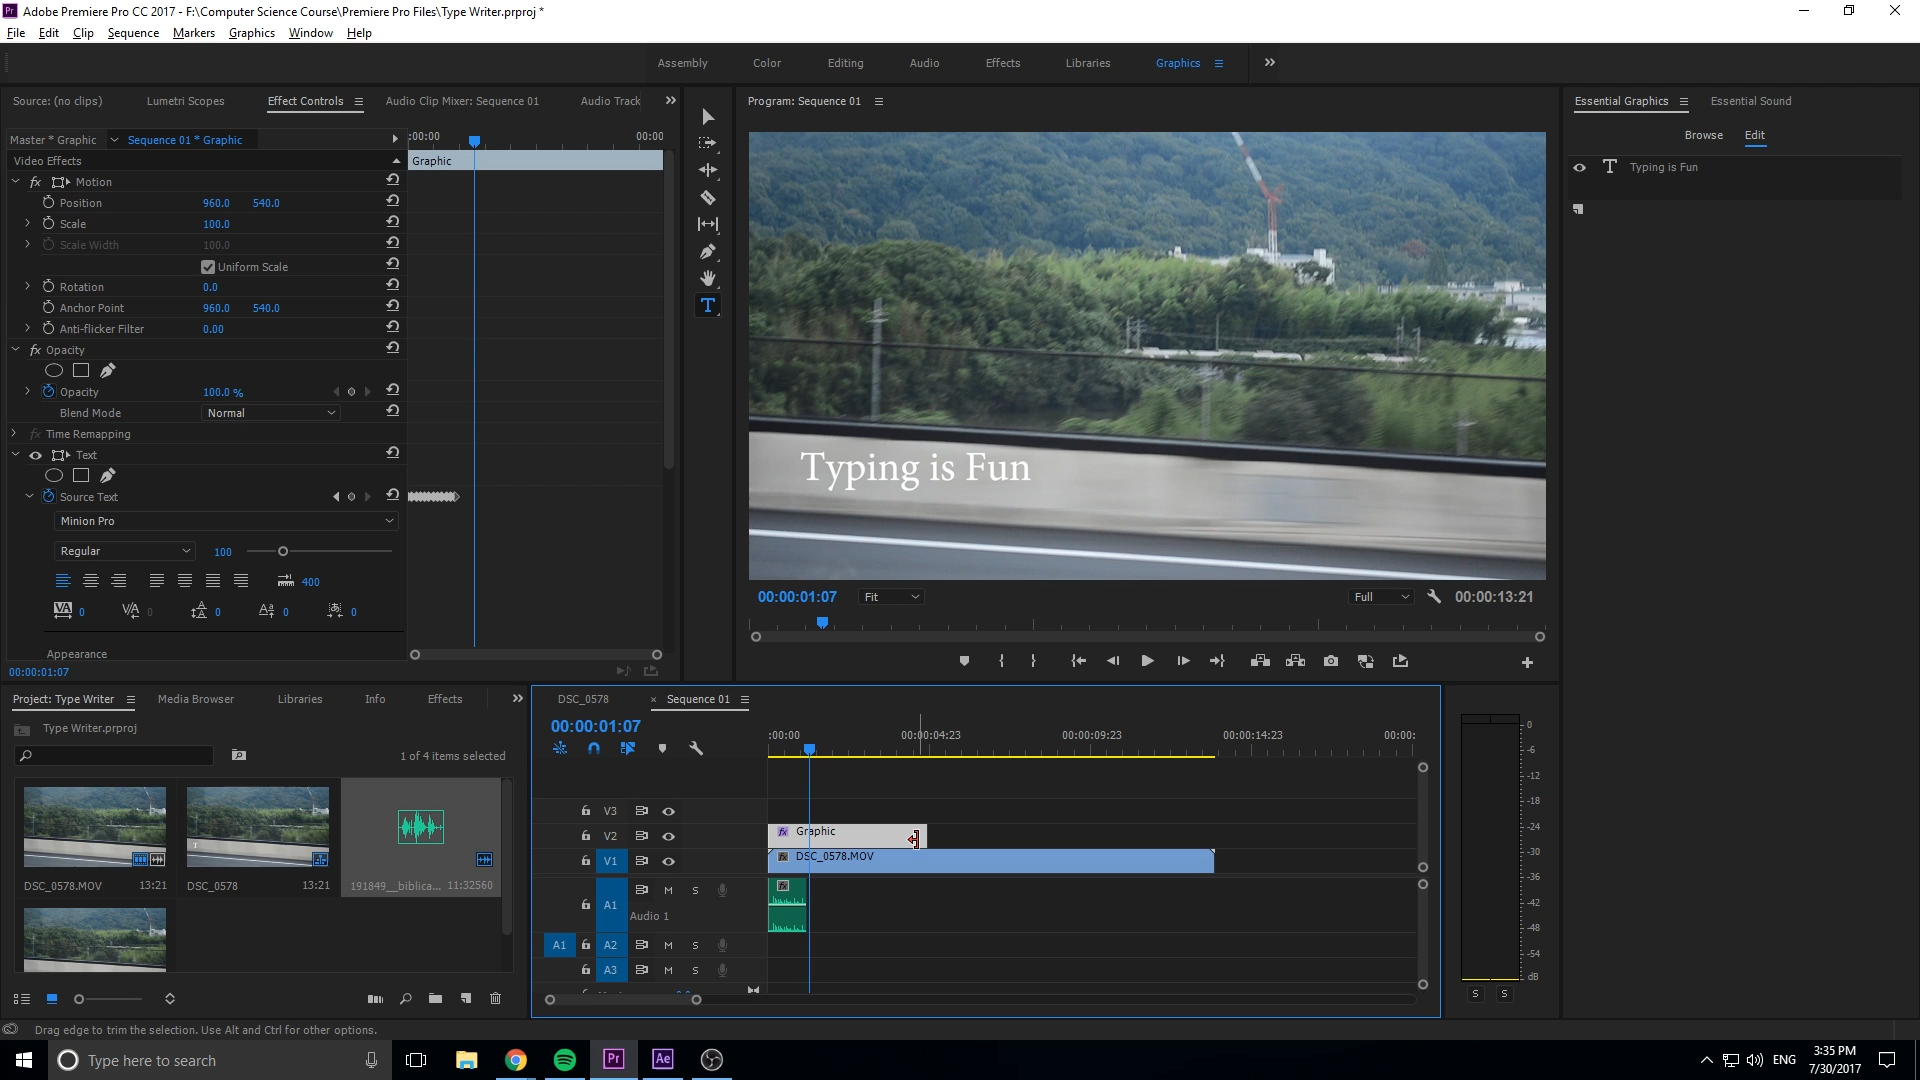 Adobe Premiere Pro CC 2017 - F:\Computer Science Course\Premiere Pro Files\Type Writer.prproj *
File Edit Clip Sequence Markers Graphics Window Help
Assembly Color Editing Audio Effects Libraries Graphics
Source: (no clips) Lumetri Scopes Effect Controls Audio Clip Mixer: Sequence 01 Audio Track
Program: Sequence 01
Essential Graphics Essential Sound
Browse Edit
Typing is Fun
Master * Graphic Sequence 01 * Graphic
:00:00 00:00
Video Effects
Graphic
fx Motion
Position 960.0 540.0
Scale 100.0
Scale Width 100.0
Uniform Scale
Rotation 0.0
Anchor Point 960.0 540.0
Anti-flicker Filter 0.00
fx Opacity
Opacity 100.0 %
Blend Mode Normal
fx Time Remapping
Text
Source Text
Minion Pro
Regular 100
400
VA 0 V/A 0 0 0 0
Appearance
00:00:01:07
Typing is Fun
00:00:01:07 Fit Full 00:00:13:21
Project: Type Writer Media Browser Libraries Info Effects
Type Writer.prproj
1 of 4 items selected
DSC_0578.MOV 13:21
DSC_0578 13:21
191849__biblica... 11:32560
DSC_0578 × Sequence 01
00:00:01:07
:00:00 00:00:04:23 00:00:09:23 00:00:14:23 00:00:
V3
V2 fx Graphic
V1 fx DSC_0578.MOV
A1 M S fx
Audio 1
A1 A2 M S
A3 M S
0
-6
-12
-18
-24
-30
-36
-42
-48
-54
dB
S S
Drag edge to trim the selection. Use Alt and Ctrl for other options.
Type here to search
Pr Ae
ENG
3:35 PM
7/30/2017